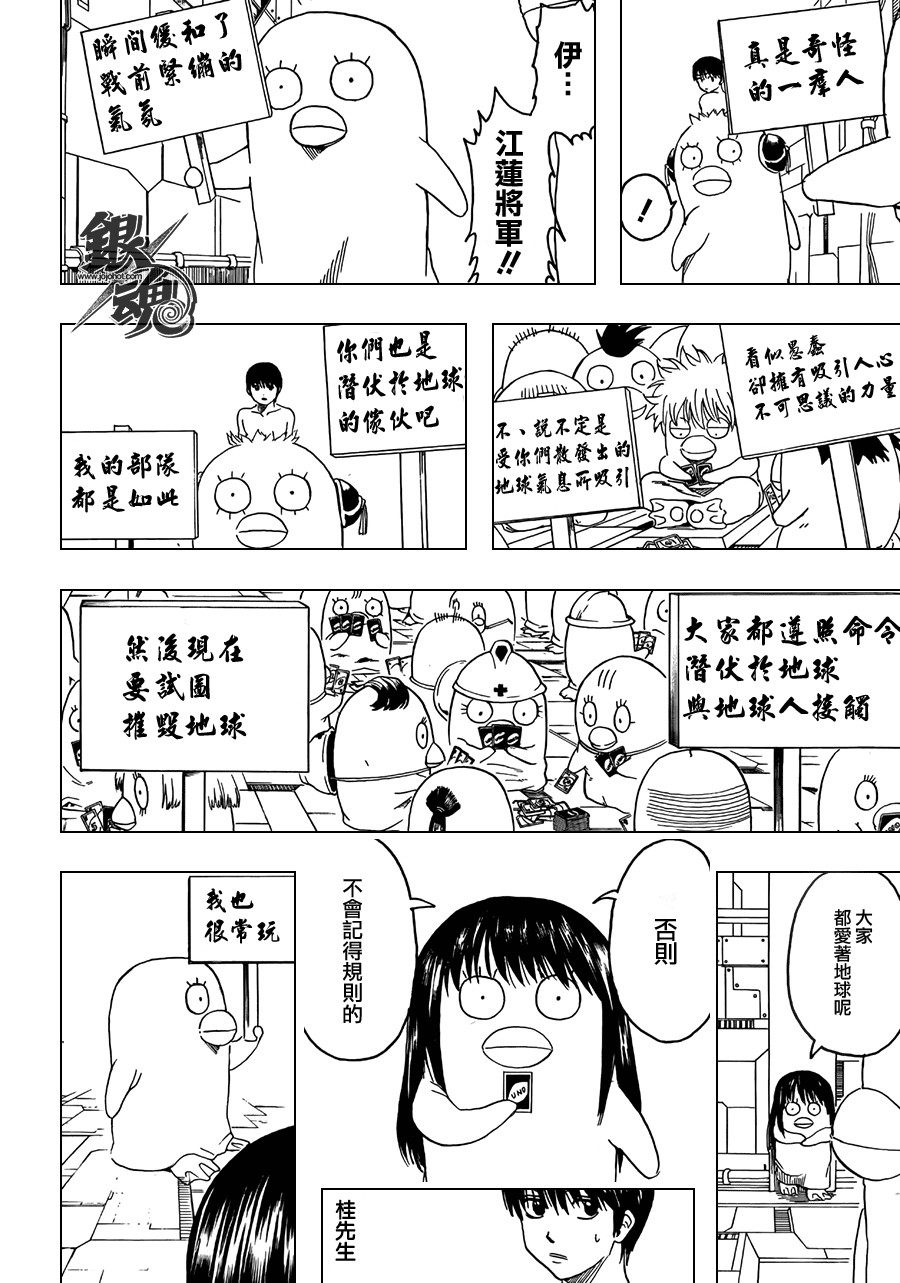 真是奇怪
的一群人
!
伊…
江蓮將軍!!
瞬间緩和了
戰前緊繃的
氣氛
銀魂
www.jojohot.com
看似愚蠢
卻擁有吸引人心
不可思議的力量
不、說不定是
受你們散發出的
地球氣息所吸引
你們也是
潛伏於地球
的傢伙吧
我的部隊
都是如此
大家都遵照命令
潛伏於地球
與地球人接觸
然後現在
要試圖
摧毀地球
大家
都愛著地球呢
否則
不會記得規則的
UNO
我也
很常玩
桂先生